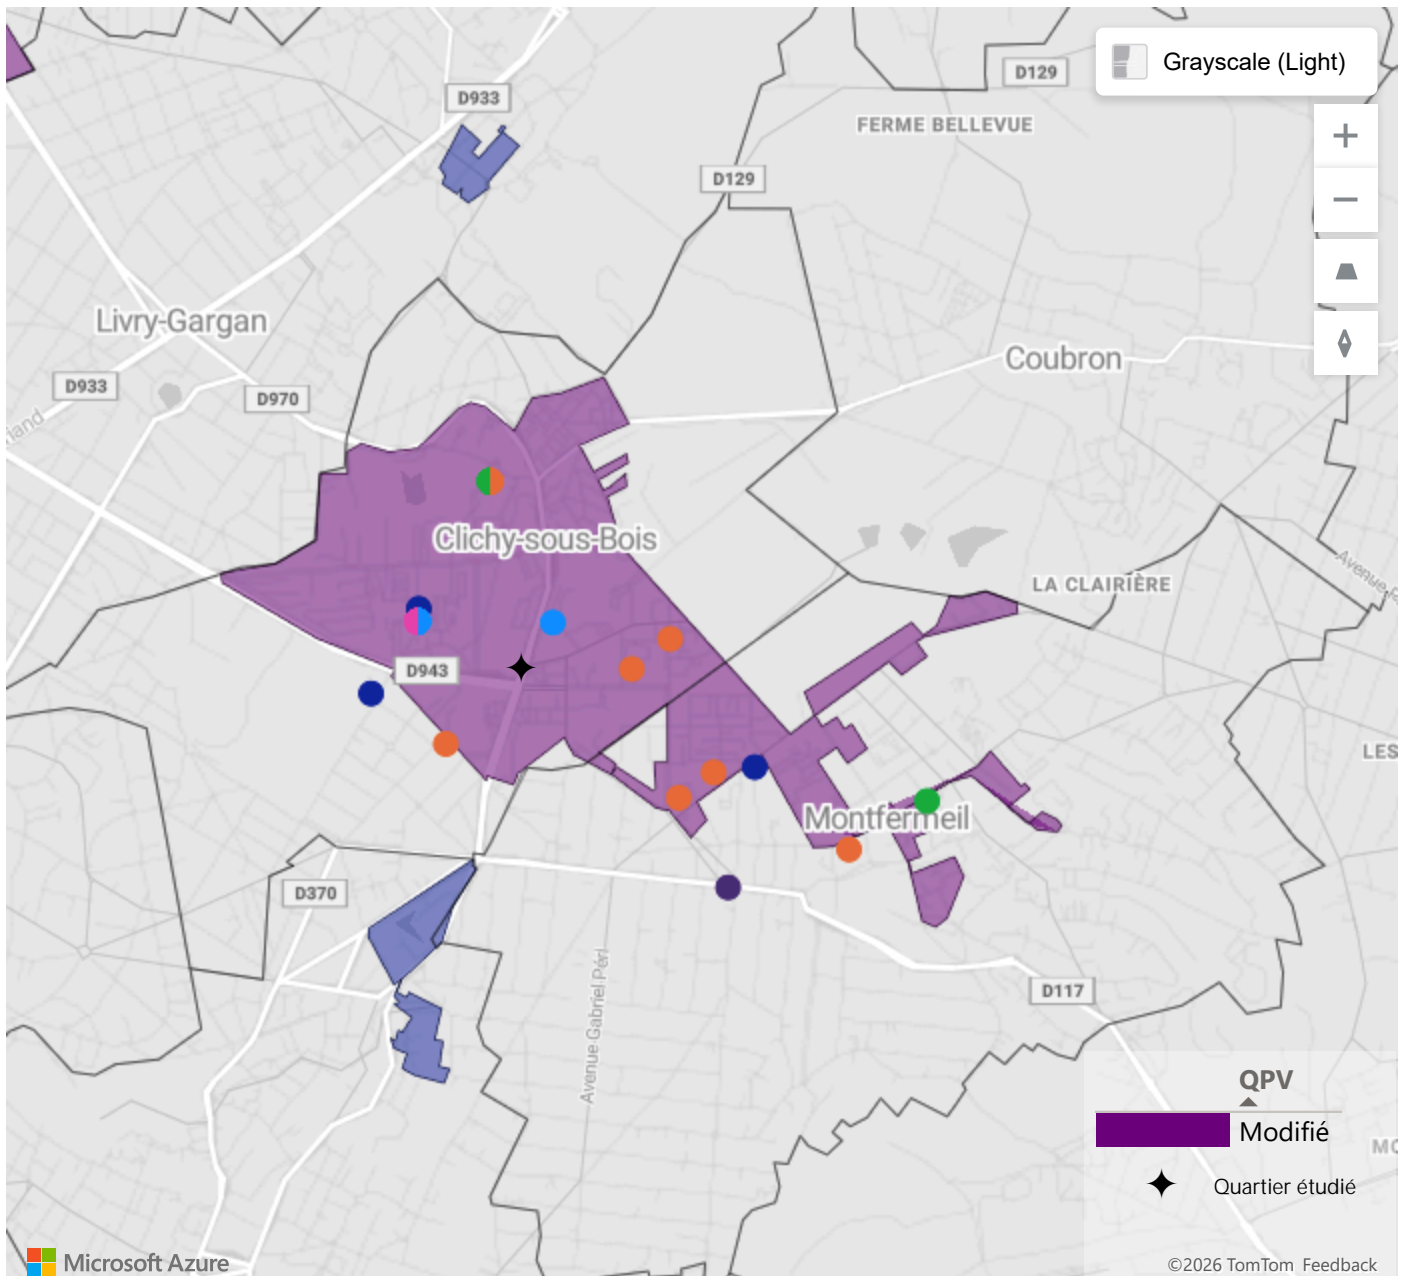 D933
Grayscale (Light)
D129
FERME BELLEVUE
D129
Livry-Gargan
Coubron
D933
D970
Clichy-sous-Bois
LA CLAIRIÈRE
D943
LES
Montfermeil
D370
Avenue Gabriel Péri
D117
QPV
Modifié
Quartier étudié
Microsoft Azure
©2026 TomTom Feedback